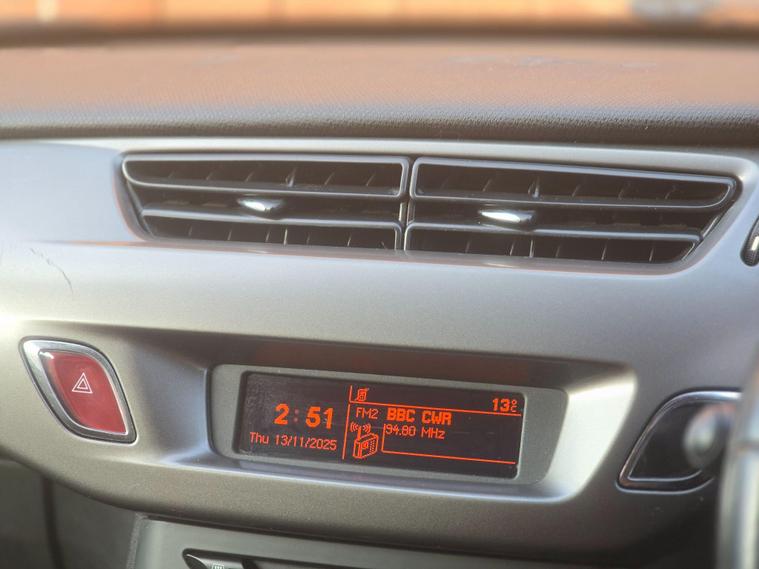 2:51
Thu 13/11/2025
13°C
FM2 BBC CWR
94.80 MHz